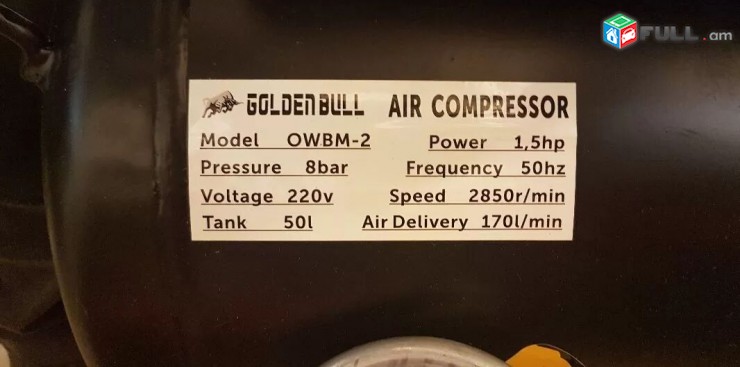 FULL.am
GOLDEN BULL AIR COMPRESSOR
Model OWBM-2 Power 1,5hp
Pressure 8bar Frequency 50hz
Voltage 220v Speed 2850r/min
Tank 50l Air Delivery 170l/min